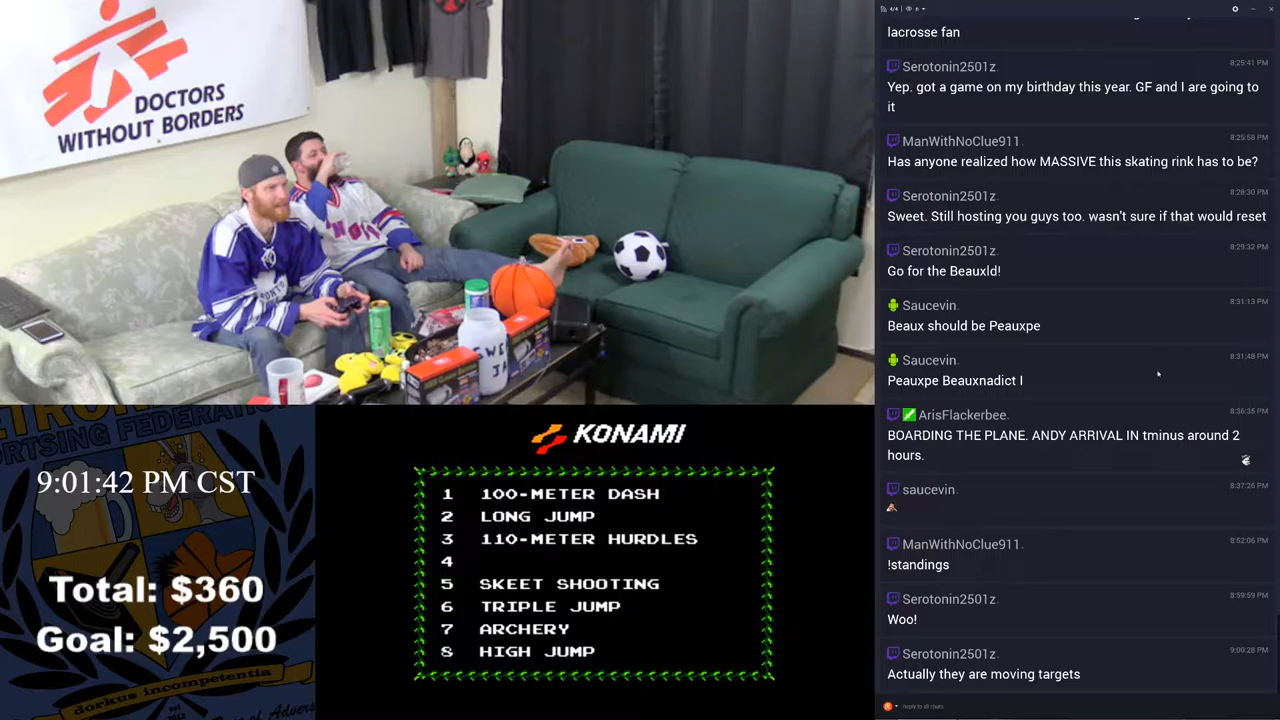 DOCTORS
WITHOUT BORDERS
9:01:42 PM CST
Total: $360
Goal: $2,500
dorkus incompetentia
KONAMI
1 100-METER DASH
2 LONG JUMP
3 110-METER HURDLES
4
5 SKEET SHOOTING
6 TRIPLE JUMP
7 ARCHERY
8 HIGH JUMP
4/4
lacrosse fan
Serotonin2501z. 8:25:41 PM
Yep. got a game on my birthday this year. GF and I are going to
it
ManWithNoClue911. 8:25:58 PM
Has anyone realized how MASSIVE this skating rink has to be?
Serotonin2501z. 8:28:30 PM
Sweet. Still hosting you guys too. wasn't sure if that would reset
Serotonin2501z. 8:29:32 PM
Go for the Beauxld!
Saucevin. 8:31:13 PM
Beaux should be Peauxpe
Saucevin. 8:31:48 PM
Peauxpe Beauxnadict I
ArisFlackerbee. 8:36:35 PM
BOARDING THE PLANE. ANDY ARRIVAL IN tminus around 2
hours.
saucevin. 8:37:26 PM
ManWithNoClue911. 8:52:06 PM
!standings
Serotonin2501z. 8:59:59 PM
Woo!
Serotonin2501z. 9:00:28 PM
Actually they are moving targets
Reply to all chats